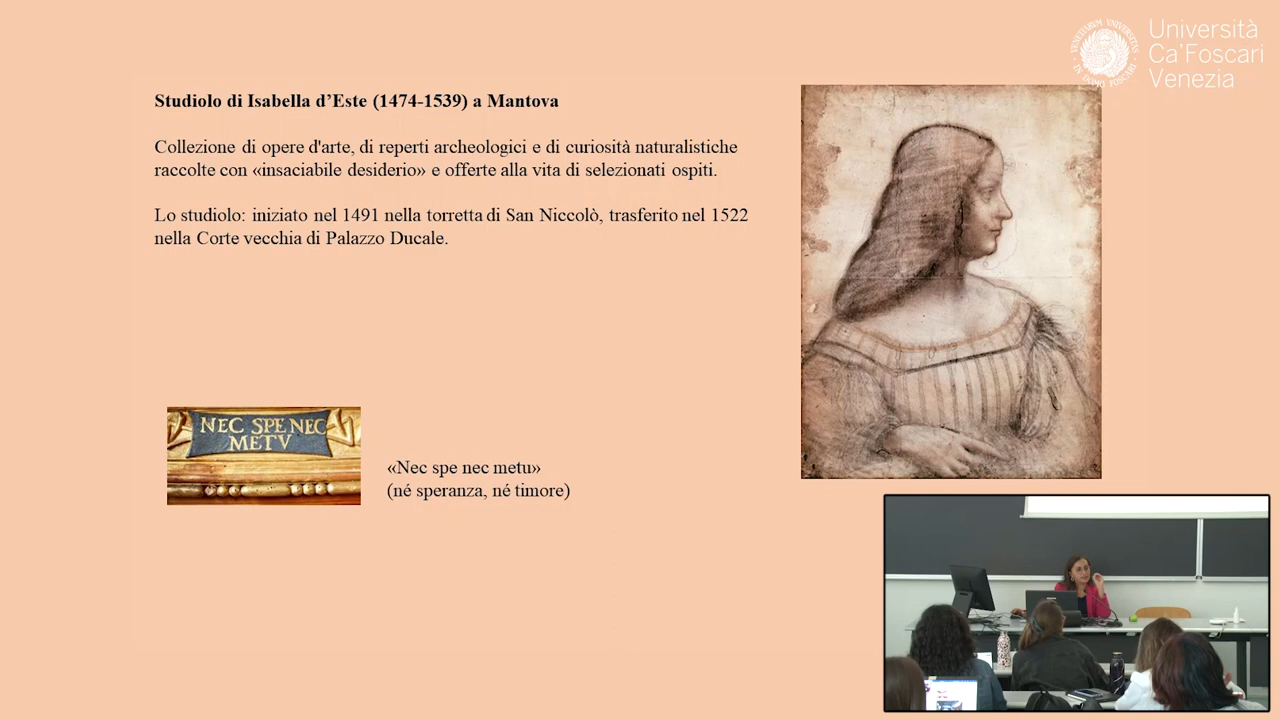 Università
Ca'Foscari
Venezia
Studiolo di Isabella d'Este (1474-1539) a Mantova
Collezione di opere d'arte, di reperti archeologici e di curiosità naturalistiche
raccolte con «insaciabile desiderio» e offerte alla vita di selezionati ospiti.
Lo studiolo: iniziato nel 1491 nella torretta di San Niccolò, trasferito nel 1522
nella Corte vecchia di Palazzo Ducale.
NEC SPE NEC
METV
«Nec spe nec metu»
(né speranza, né timore)